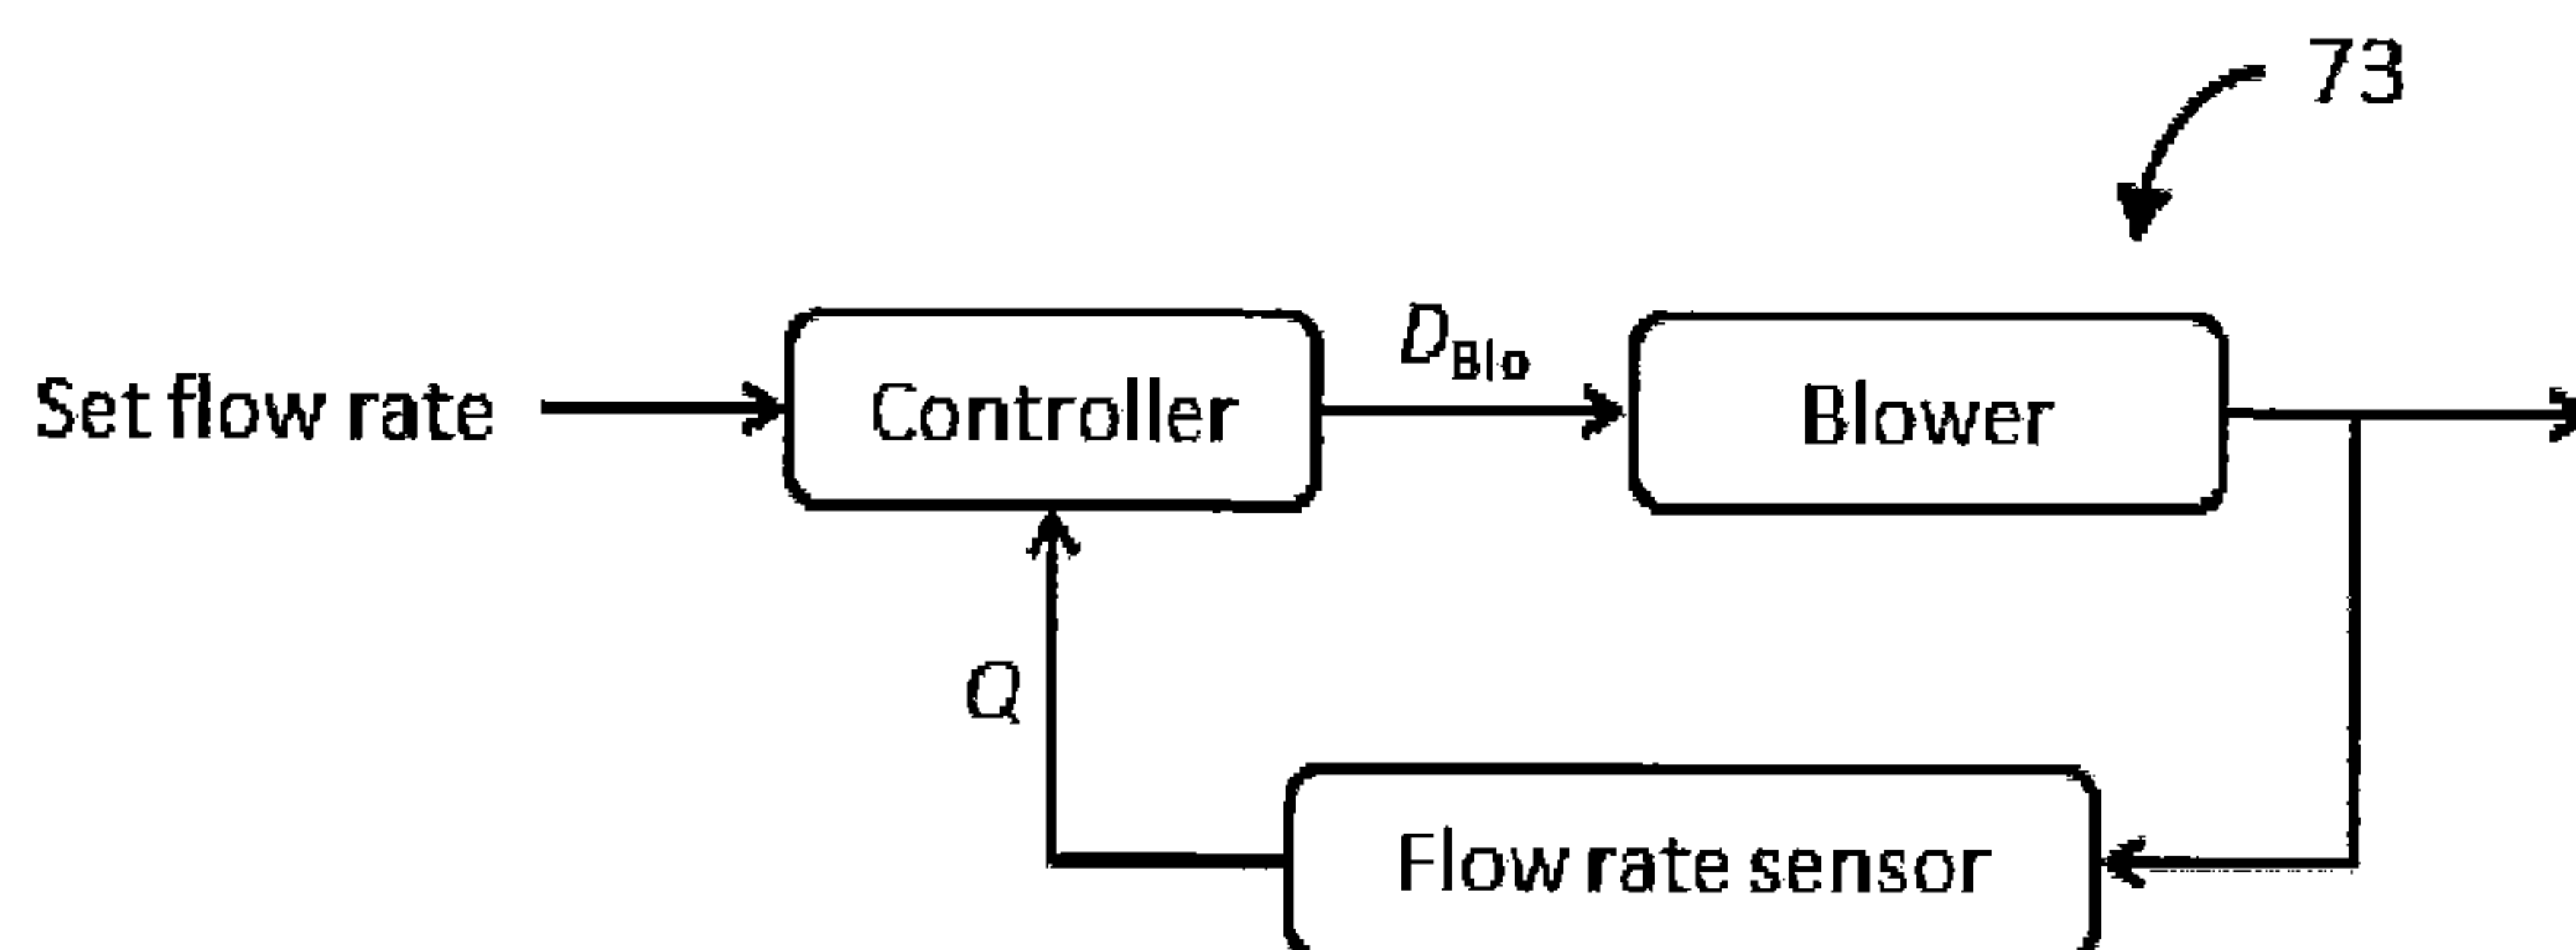 73
Set flow rate
Controller
D_Blo
Blower
Q
Flow rate sensor